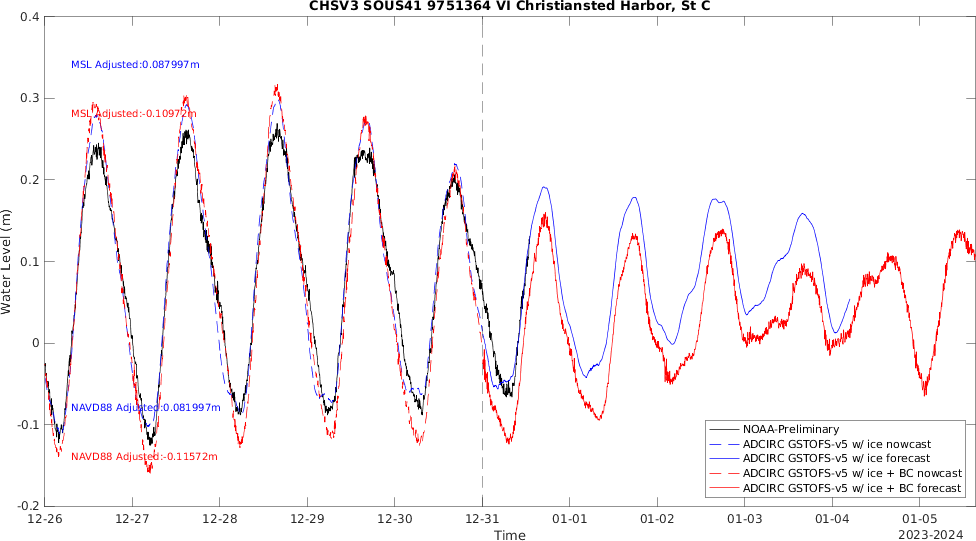 CHSV3 SOUS41 9751364 VI Christiansted Harbor, St C
0.4
0.3
0.2
0.1
0
-0.1
-0.2
Water Level (m)
MSL Adjusted:0.087997m
MSL Adjusted:-0.10972m
NAVD88 Adjusted:0.081997m
NAVD88 Adjusted:-0.11572m
NOAA-Preliminary
ADCIRC GSTOFS-v5 w/ ice nowcast
ADCIRC GSTOFS-v5 w/ ice forecast
ADCIRC GSTOFS-v5 w/ ice + BC nowcast
ADCIRC GSTOFS-v5 w/ ice + BC forecast
12-26 12-27 12-28 12-29 12-30 12-31 01-01 01-02 01-03 01-04 01-05
Time
2023-2024